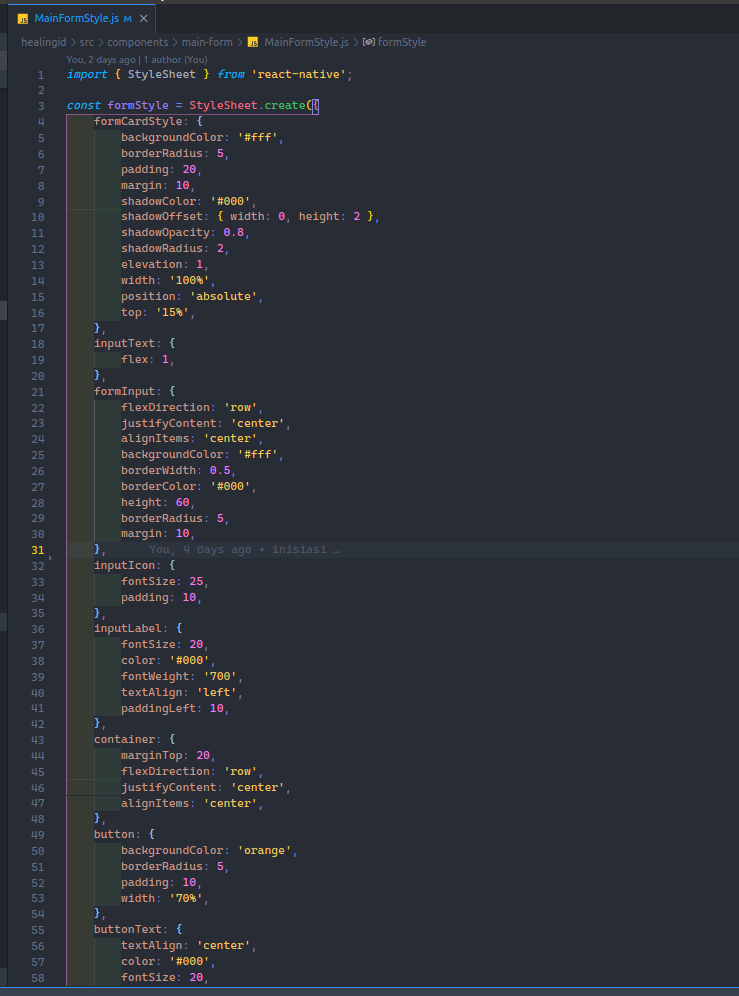 JS MainFormStyle.js M ×
healingid > src > components > main-form > JS MainFormStyle.js > formStyle
You, 2 days ago | 1 author (You)
1 import { StyleSheet } from 'react-native';
2
3 const formStyle = StyleSheet.create({
4 formCardStyle: {
5 backgroundColor: '#fff',
6 borderRadius: 5,
7 padding: 20,
8 margin: 10,
9 shadowColor: '#000',
10 shadowOffset: { width: 0, height: 2 },
11 shadowOpacity: 0.8,
12 shadowRadius: 2,
13 elevation: 1,
14 width: '100%',
15 position: 'absolute',
16 top: '15%',
17 },
18 inputText: {
19 flex: 1,
20 },
21 formInput: {
22 flexDirection: 'row',
23 justifyContent: 'center',
24 alignItems: 'center',
25 backgroundColor: '#fff',
26 borderWidth: 0.5,
27 borderColor: '#000',
28 height: 60,
29 borderRadius: 5,
30 margin: 10,
31 }, You, 4 days ago • inisiasi …
32 inputIcon: {
33 fontSize: 25,
34 padding: 10,
35 },
36 inputLabel: {
37 fontSize: 20,
38 color: '#000',
39 fontWeight: '700',
40 textAlign: 'left',
41 paddingLeft: 10,
42 },
43 container: {
44 marginTop: 20,
45 flexDirection: 'row',
46 justifyContent: 'center',
47 alignItems: 'center',
48 },
49 button: {
50 backgroundColor: 'orange',
51 borderRadius: 5,
52 padding: 10,
53 width: '70%',
54 },
55 buttonText: {
56 textAlign: 'center',
57 color: '#000',
58 fontSize: 20,